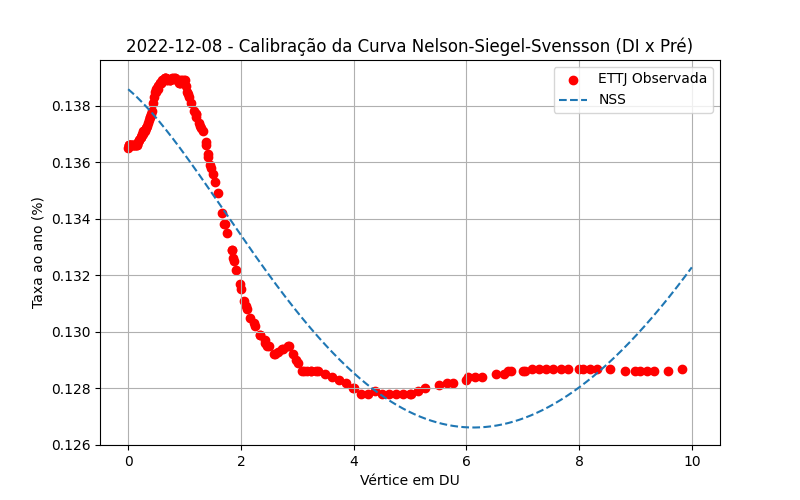 2022-12-08 - Calibração da Curva Nelson-Siegel-Svensson (DI x Pré)
ETTJ Observada
NSS
Taxa ao ano (%)
0.138
0.136
0.134
0.132
0.130
0.128
0.126
0 2 4 6 8 10
Vértice em DU